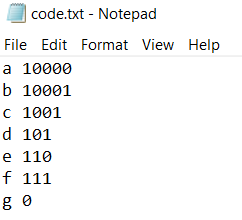 code.txt - Notepad
File Edit Format View Help
a 10000
b 10001
c 1001
d 101
e 110
f 111
g 0